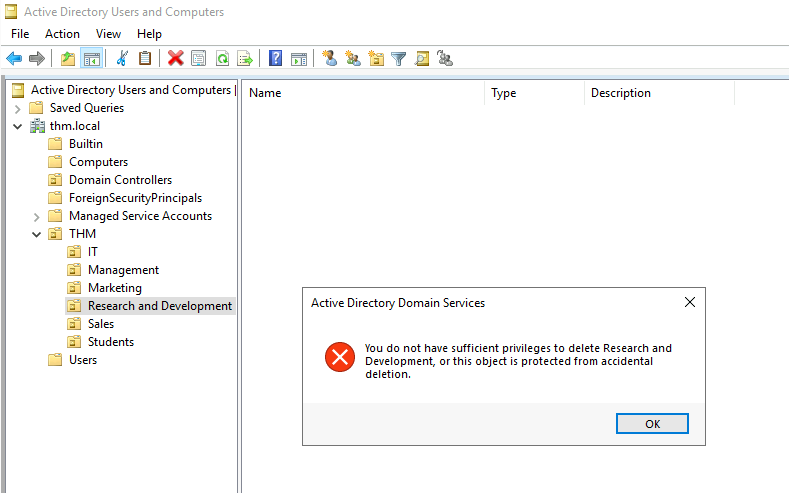 Active Directory Users and Computers
File Action View Help
Active Directory Users and Computers [
Saved Queries
thm.local
Builtin
Computers
Domain Controllers
ForeignSecurityPrincipals
Managed Service Accounts
THM
IT
Management
Marketing
Research and Development
Sales
Students
Users
Name Type Description
Active Directory Domain Services
You do not have sufficient privileges to delete Research and
Development, or this object is protected from accidental
deletion.
OK